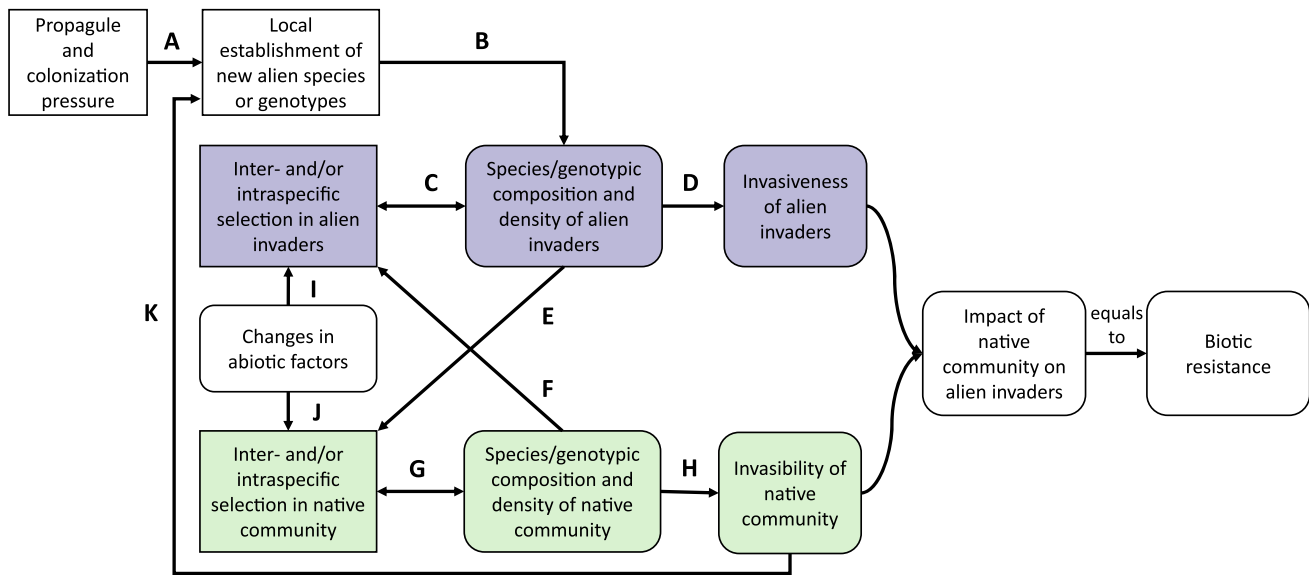 Propagule
and
colonization
pressure
A
Local
establishment of
new alien species
or genotypes
B
Inter- and/or
intraspecific
selection in alien
invaders
C
Species/genotypic
composition and
density of alien
invaders
D
Invasiveness
of alien
invaders
I
K
E
Changes in
abiotic factors
F
J
Impact of
native
community on
alien invaders
equals
to
Biotic
resistance
Inter- and/or
intraspecific
selection in native
community
G
Species/genotypic
composition and
density of native
community
H
Invasibility of
native
community